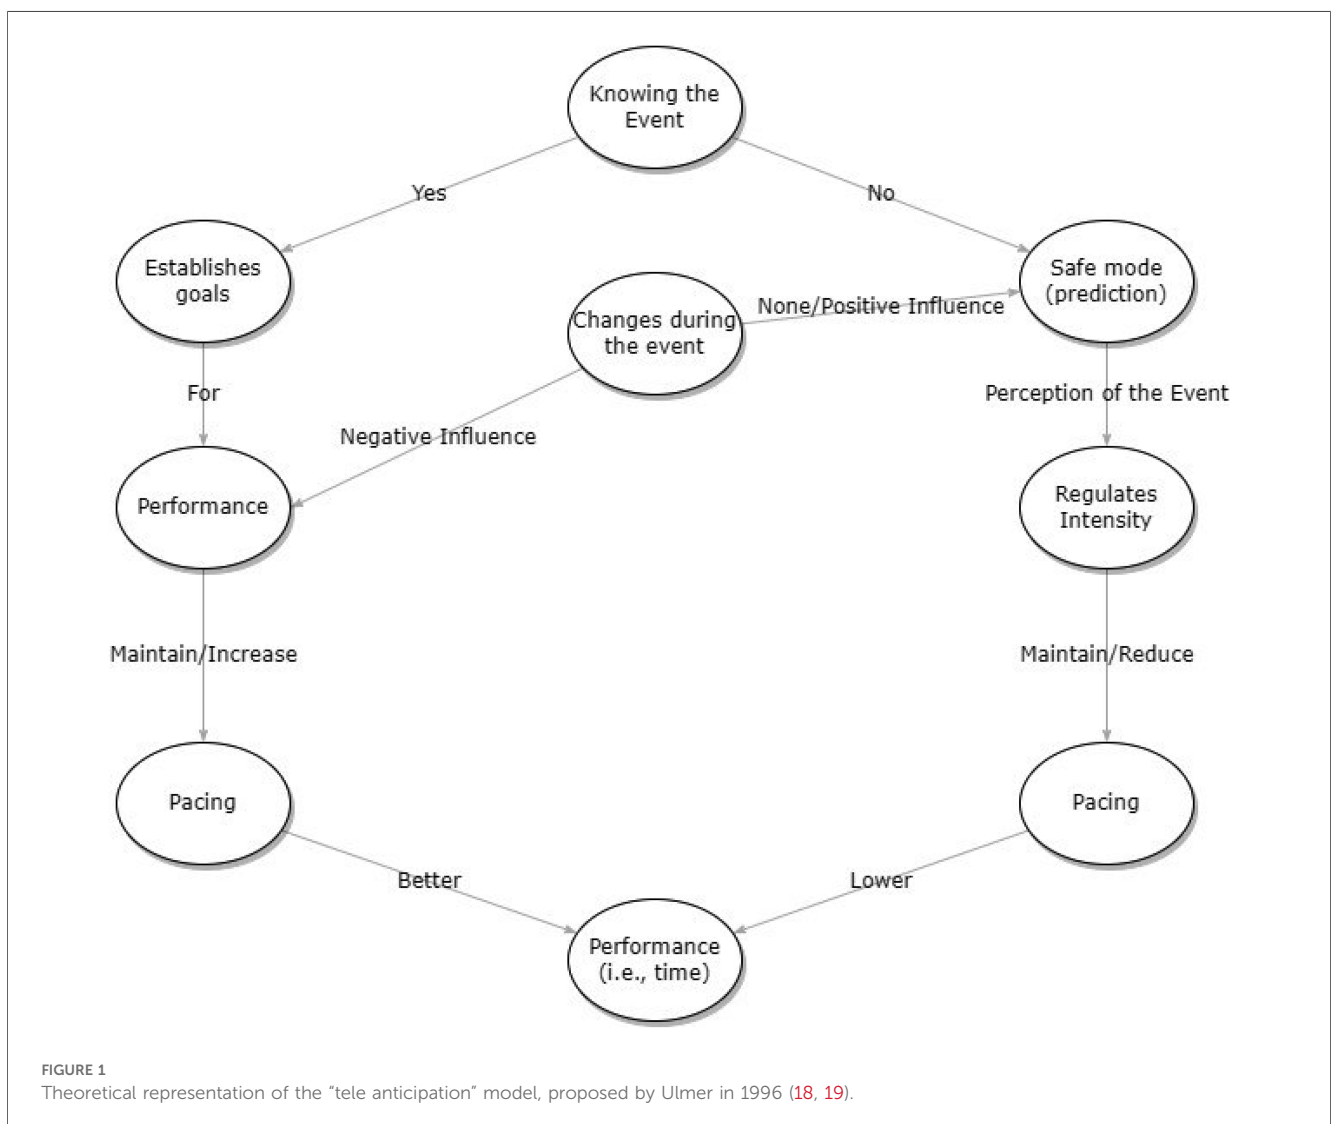 Knowing the
Event
Yes
No
Establishes
goals
Safe mode
(prediction)
Changes during
the event
None/Positive Influence
For
Perception of the Event
Negative Influence
Performance
Regulates
Intensity
Maintain/Increase
Maintain/Reduce
Pacing
Pacing
Better
Lower
Performance
(i.e., time)
FIGURE 1
Theoretical representation of the “tele anticipation” model, proposed by Ulmer in 1996 (18, 19).